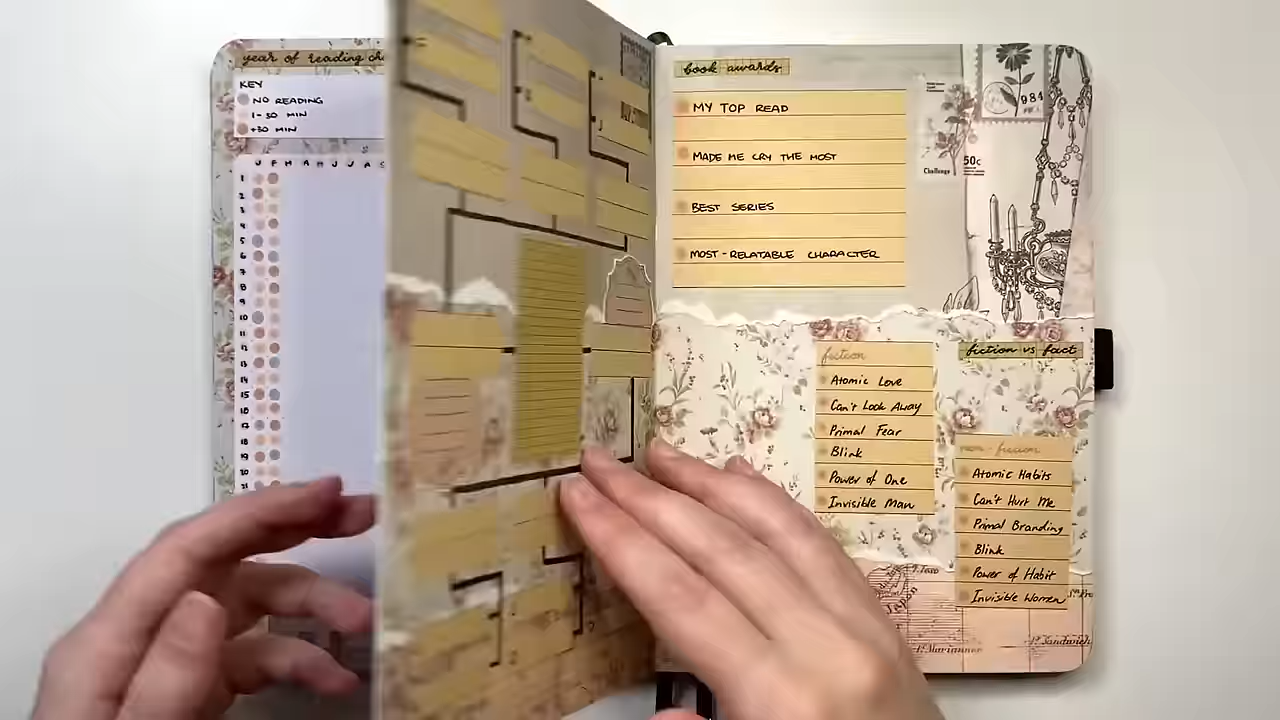 year of reading
KEY
NO READING
1-30 MIN
+30 MIN
J F M A M J J A S
1
2
3
4
5
6
7
8
9
10
11
12
13
14
15
16
17
18
19
20
book awards
MY TOP READ
MADE ME CRY THE MOST
BEST SERIES
MOST-RELATABLE CHARACTER
984
50c
Challenge
fiction
Atomic Love
Can't Look Away
Primal Fear
Blink
Power of One
Invisible Man
fiction vs fact
non-fiction
Atomic Habits
Can't Hurt Me
Primal Branding
Blink
Power of Habit
Invisible Women
Japan
I. Mariannes
Is Sandwich